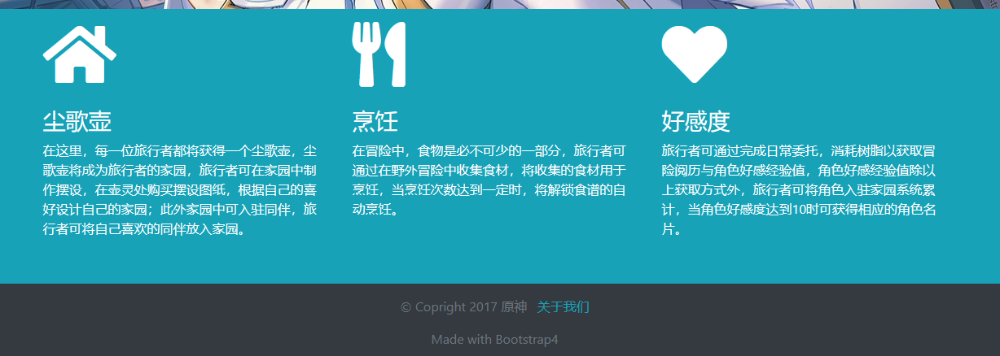 尘歌壶
在这里，每一位旅行者都将获得一个尘歌壶，尘
歌壶将成为旅行者的家园，旅行者可在家园中制
作摆设，在壶灵处购买摆设图纸，根据自己的喜
好设计自己的家园；此外家园中可入驻同伴，旅
行者可将自己喜欢的同伴放入家园。
烹饪
在冒险中，食物是必不可少的一部分，旅行者可
通过在野外冒险中收集食材，将收集的食材用于
烹饪，当烹饪次数达到一定时，将解锁食谱的自
动烹饪。
好感度
旅行者可通过完成日常委托，消耗树脂以获取冒
险阅历与角色好感经验值，角色好感经验值除以
上获取方式外，旅行者可将角色入驻家园系统累
计，当角色好感度达到10时可获得相应的角色名
片。
© Copright 2017 原神 关于我们
Made with Bootstrap4